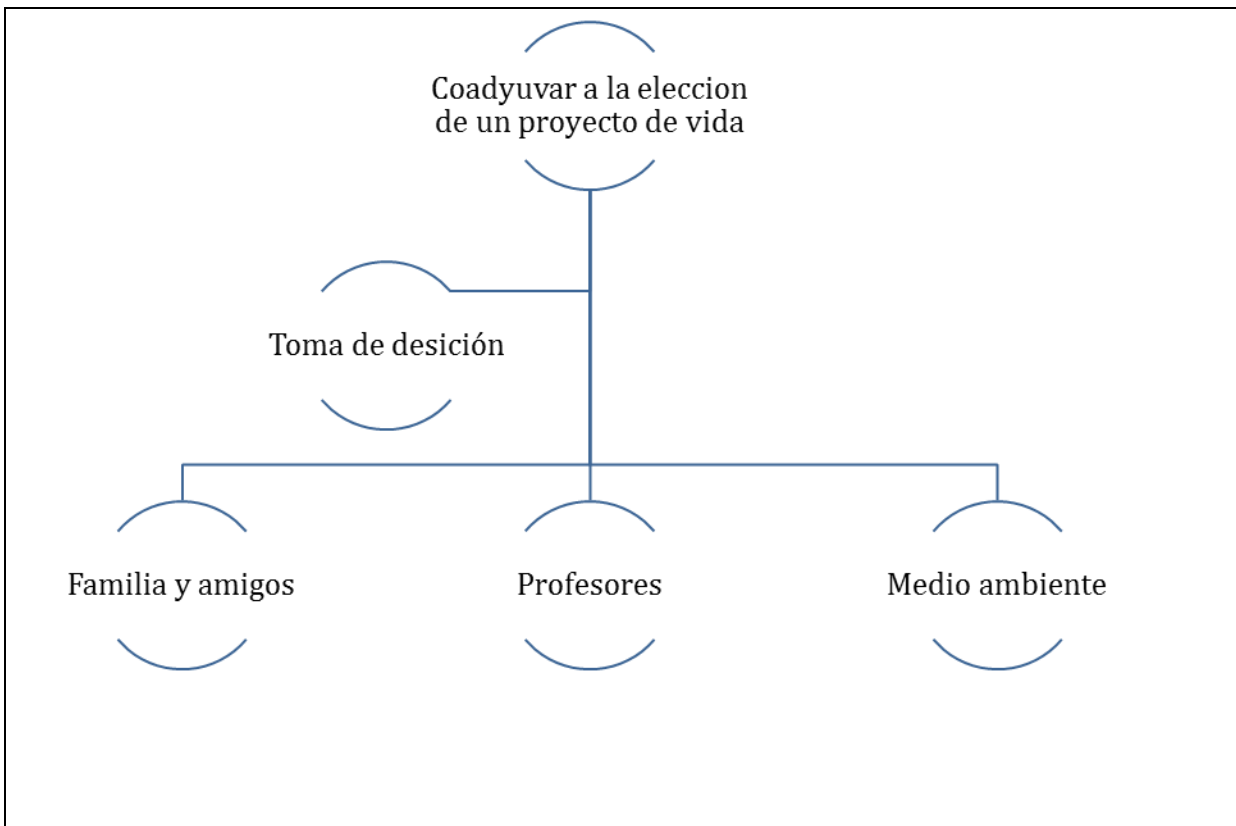 Coadyuvar a la eleccion
de un proyecto de vida
Toma de desición
Familia y amigos
Profesores
Medio ambiente